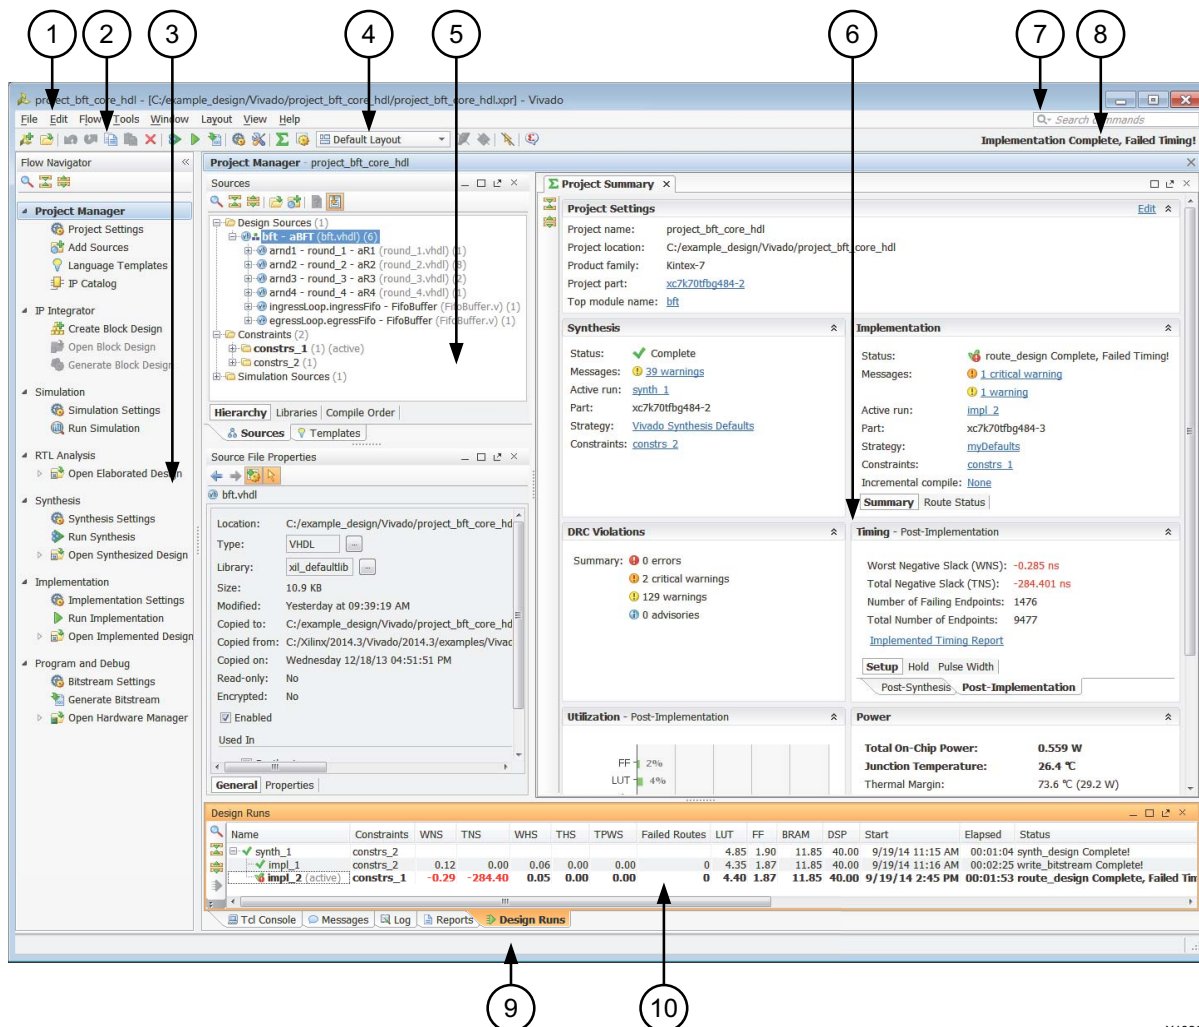 1 2 3 4 5 6 7 8
project_bft_core_hdl - [C:/example_design/Vivado/project_bft_core_hdl/project_bft_core_hdl.xpr] - Vivado
File Edit Flow Tools Window Layout View Help
Search commands
Default Layout
Implementation Complete, Failed Timing!
Flow Navigator
Project Manager
Project Settings
Add Sources
Language Templates
IP Catalog
IP Integrator
Create Block Design
Open Block Design
Generate Block Design
Simulation
Simulation Settings
Run Simulation
RTL Analysis
Open Elaborated Design
Synthesis
Synthesis Settings
Run Synthesis
Open Synthesized Design
Implementation
Implementation Settings
Run Implementation
Open Implemented Design
Program and Debug
Bitstream Settings
Generate Bitstream
Open Hardware Manager
Project Manager - project_bft_core_hdl
Sources
Design Sources (1)
bft - aBFT (bft.vhdl) (6)
arnd1 - round_1 - aR1 (round_1.vhdl) (1)
arnd2 - round_2 - aR2 (round_2.vhdl) (8)
arnd3 - round_3 - aR3 (round_3.vhdl) (2)
arnd4 - round_4 - aR4 (round_4.vhdl) (1)
ingressLoop.ingressFifo - FifoBuffer (FifoBuffer.v) (1)
egressLoop.egressFifo - FifoBuffer (FifoBuffer.v) (1)
Constraints (2)
constrs_1 (1) (active)
constrs_2 (1)
Simulation Sources (1)
Hierarchy Libraries Compile Order
Sources Templates
Source File Properties
bft.vhdl
Location: C:/example_design/Vivado/project_bft_core_hd
Type: VHDL
Library: xil_defaultlib
Size: 10.9 KB
Modified: Yesterday at 09:39:19 AM
Copied to: C:/example_design/Vivado/project_bft_core_hd
Copied from: C:/Xilinx/2014.3/Vivado/2014.3/examples/Vivac
Copied on: Wednesday 12/18/13 04:51:51 PM
Read-only: No
Encrypted: No
Enabled
Used In
General Properties
Project Summary
Project Settings Edit
Project name: project_bft_core_hdl
Project location: C:/example_design/Vivado/project_bft_core_hdl
Product family: Kintex-7
Project part: xc7k70tfbg484-2
Top module name: bft
Synthesis
Status: Complete
Messages: 39 warnings
Active run: synth_1
Part: xc7k70tfbg484-2
Strategy: Vivado Synthesis Defaults
Constraints: constrs_2
Implementation
Status: route_design Complete, Failed Timing!
Messages: 1 critical warning
1 warning
Active run: impl_2
Part: xc7k70tfbg484-3
Strategy: myDefaults
Constraints: constrs_1
Incremental compile: None
Summary Route Status
DRC Violations
Summary: 0 errors
2 critical warnings
129 warnings
0 advisories
Timing - Post-Implementation
Worst Negative Slack (WNS): -0.285 ns
Total Negative Slack (TNS): -284.401 ns
Number of Failing Endpoints: 1476
Total Number of Endpoints: 9477
Implemented Timing Report
Setup Hold Pulse Width
Post-Synthesis Post-Implementation
Utilization - Post-Implementation
FF 2%
LUT 4%
Power
Total On-Chip Power: 0.559 W
Junction Temperature: 26.4 °C
Thermal Margin: 73.6 °C (29.2 W)
Design Runs
Name Constraints WNS TNS WHS THS TPWS Failed Routes LUT FF BRAM DSP Start Elapsed Status
synth_1 constrs_2 4.85 1.90 11.85 40.00 9/19/14 11:15 AM 00:01:04 synth_design Complete!
impl_1 constrs_2 0.12 0.00 0.06 0.00 0.00 0 4.35 1.87 11.85 40.00 9/19/14 11:16 AM 00:02:25 write_bitstream Complete!
impl_2 (active) constrs_1 -0.29 -284.40 0.05 0.00 0.00 0 4.40 1.87 11.85 40.00 9/19/14 2:45 PM 00:01:53 route_design Complete, Failed Tim
Tcl Console Messages Log Reports Design Runs
9 10